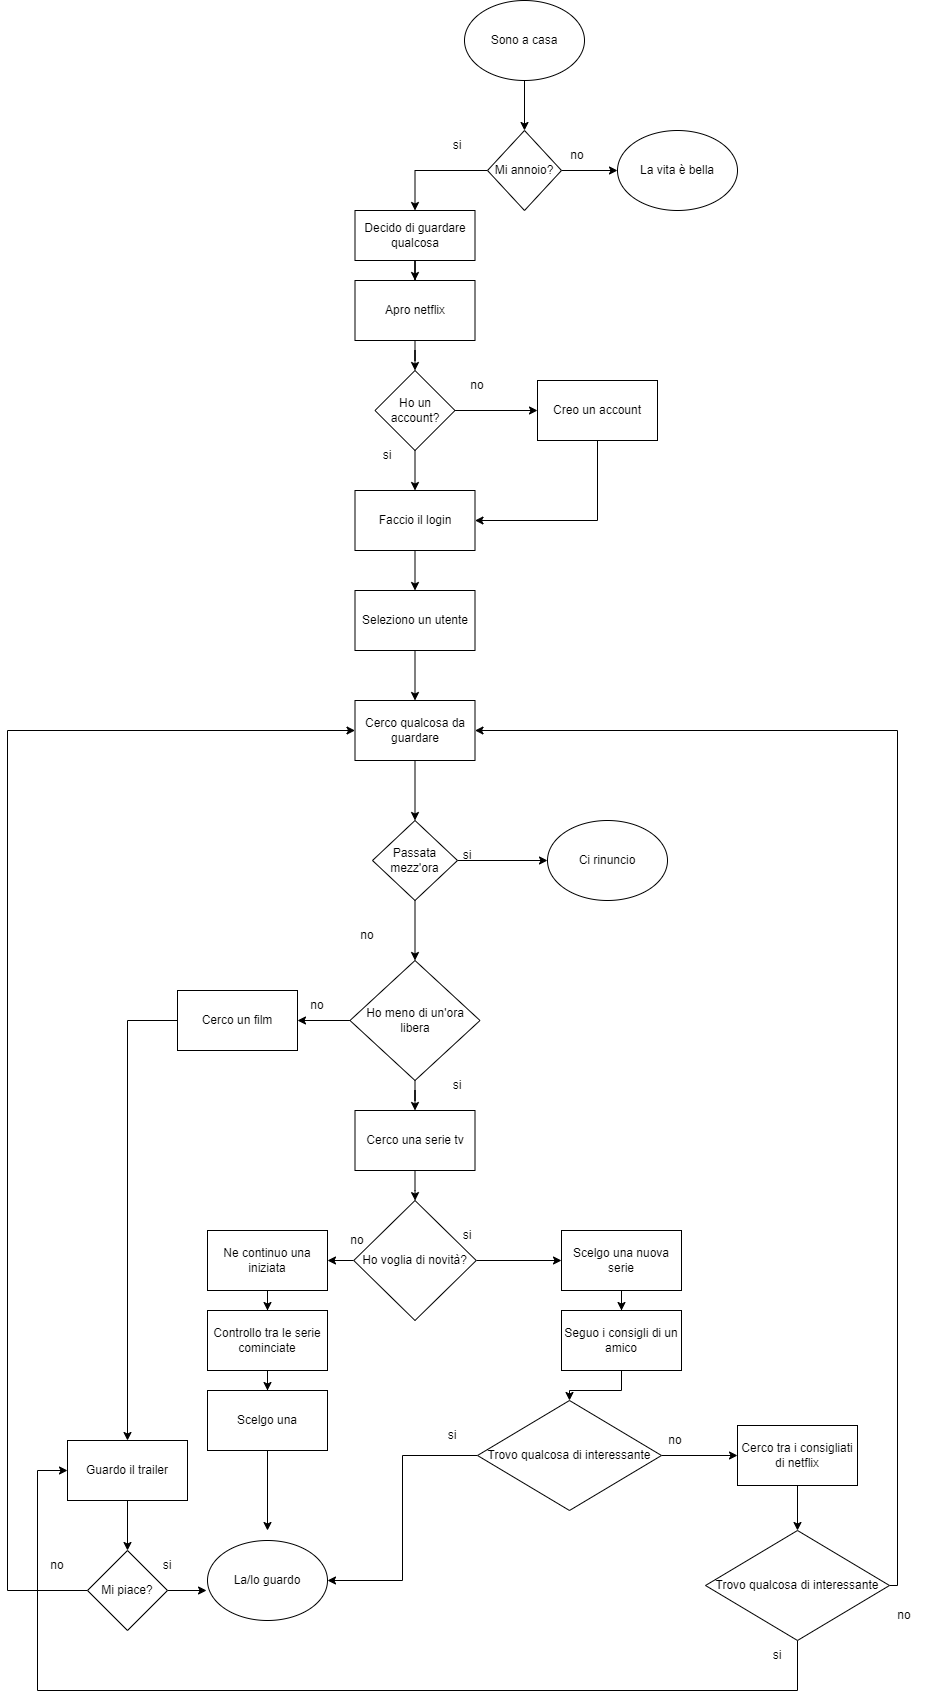 Sono a casa
si
Mi annoio?
no
La vita è bella
Decido di guardare
qualcosa
Apro netflix
Ho un
account?
no
Creo un account
si
Faccio il login
Seleziono un utente
Cerco qualcosa da
guardare
Passata
mezz'ora
si
Ci rinuncio
no
Ho meno di un'ora
libera
no
Cerco un film
si
Cerco una serie tv
Ho voglia di novità?
no
si
Ne continuo una
iniziata
Scelgo una nuova
serie
Controllo tra le serie
cominciate
Seguo i consigli di un
amico
Scelgo una
si
Trovo qualcosa di interessante
no
Cerco tra i consigliati
di netflix
Guardo il trailer
no
Mi piace?
si
La/lo guardo
Trovo qualcosa di interessante
no
si